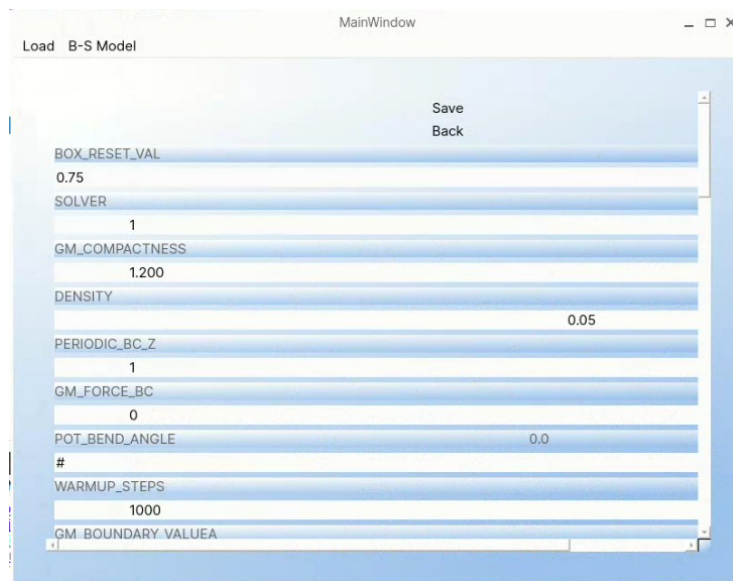 MainWindow
Load B-S Model
Save
Back
BOX_RESET_VAL
0.75
SOLVER
1
GM_COMPACTNESS
1.200
DENSITY
0.05
PERIODIC_BC_Z
1
GM_FORCE_BC
0
POT_BEND_ANGLE 0.0
#
WARMUP_STEPS
1000
GM_BOUNDARY_VALUEA